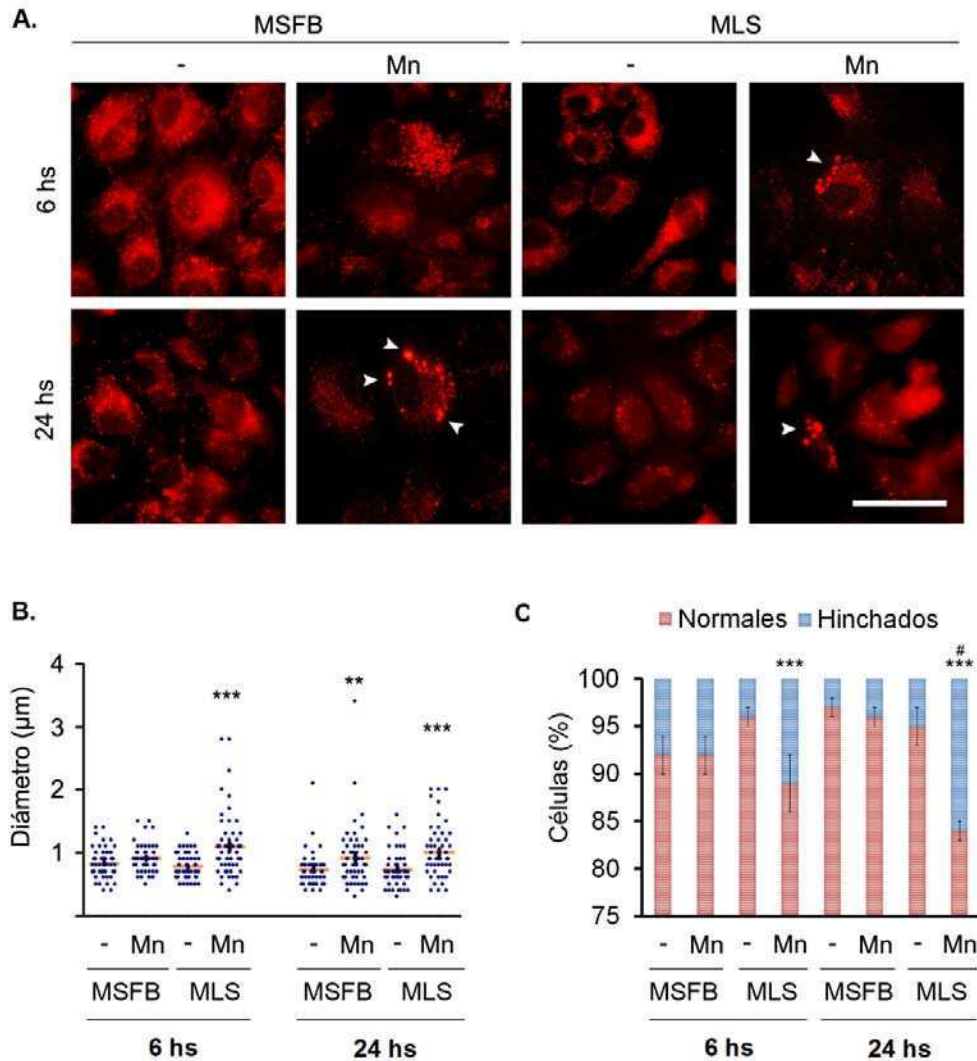 A.
MSFB MLS
- Mn - Mn
6 hs
24 hs
B.
Diámetro (µm)
4
3
2
1
***
**
***
- Mn - Mn - Mn - Mn
MSFB MLS MSFB MLS
6 hs 24 hs
C
Normales Hinchados
Células (%)
100
95
90
85
80
75
***
#
***
- Mn - Mn - Mn - Mn
MSFB MLS MSFB MLS
6 hs 24 hs